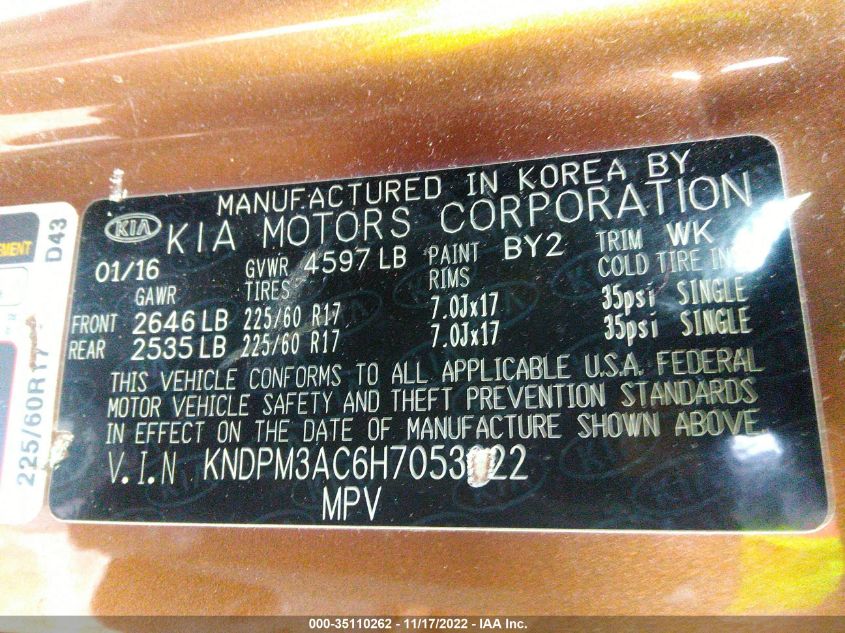 MANUFACTURED IN KOREA BY
KIA KIA MOTORS CORPORATION
01/16 GVWR 4597 LB PAINT BY2 TRIM WK
GAWR TIRES RIMS COLD TIRE
FRONT 2646 LB 225/60 R17 7.0Jx17 35psi SINGLE
REAR 2535 LB 225/60 R17 7.0Jx17 35psi SINGLE
THIS VEHICLE CONFORMS TO ALL APPLICABLE U.S.A. FEDERAL
MOTOR VEHICLE SAFETY AND THEFT PREVENTION STANDARDS
IN EFFECT ON THE DATE OF MANUFACTURE SHOWN ABOVE.
V.I.N
MPV
D43
225/60R17
000-35110262 - 11/17/2022 - IAA Inc.